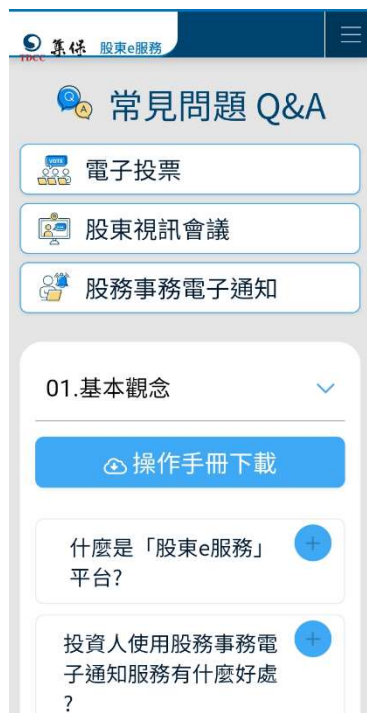 集保 股東e服務
TDCC
常見問題 Q&A
Q
A
VOTE
電子投票
股東視訊會議
股務事務電子通知
01.基本觀念
操作手冊下載
什麼是「股東e服務」
平台?
投資人使用股務事務電
子通知服務有什麼好處
?